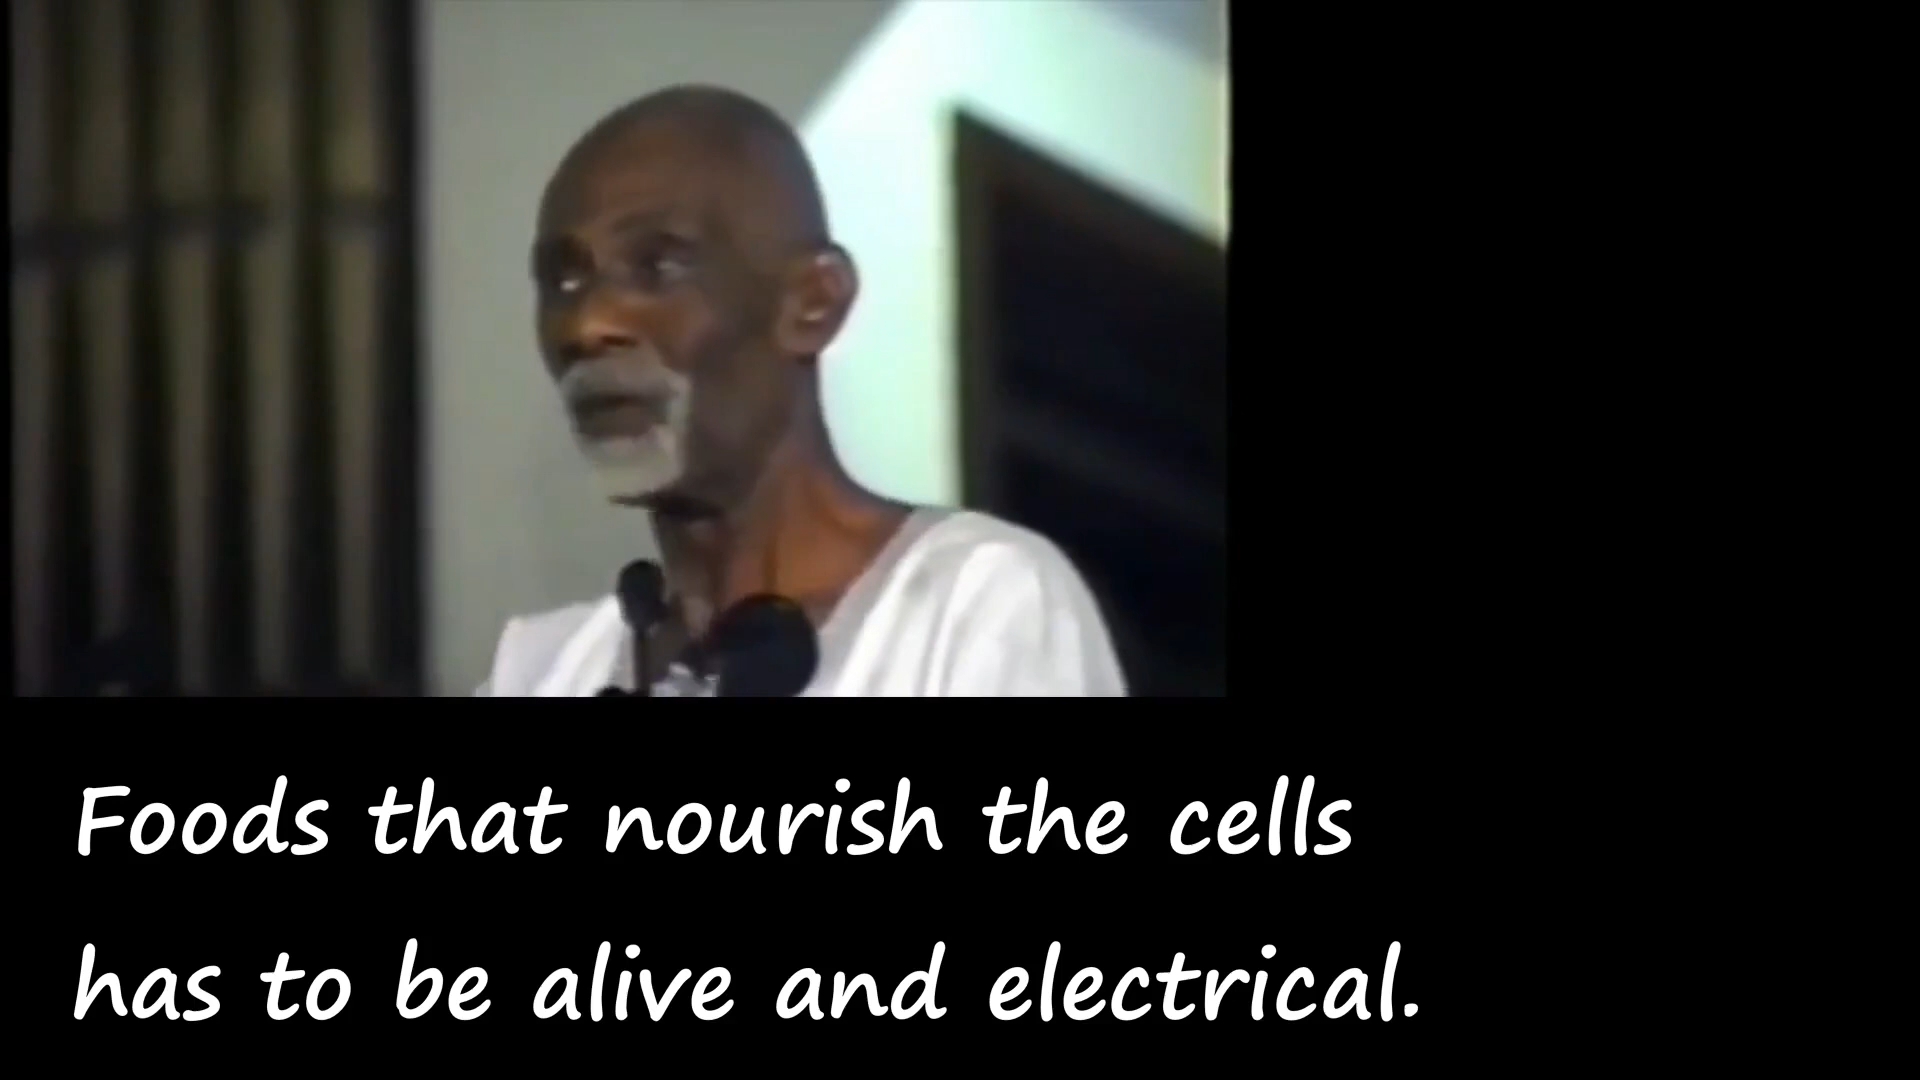 Foods that nourish the cells
has to be alive and electrical.